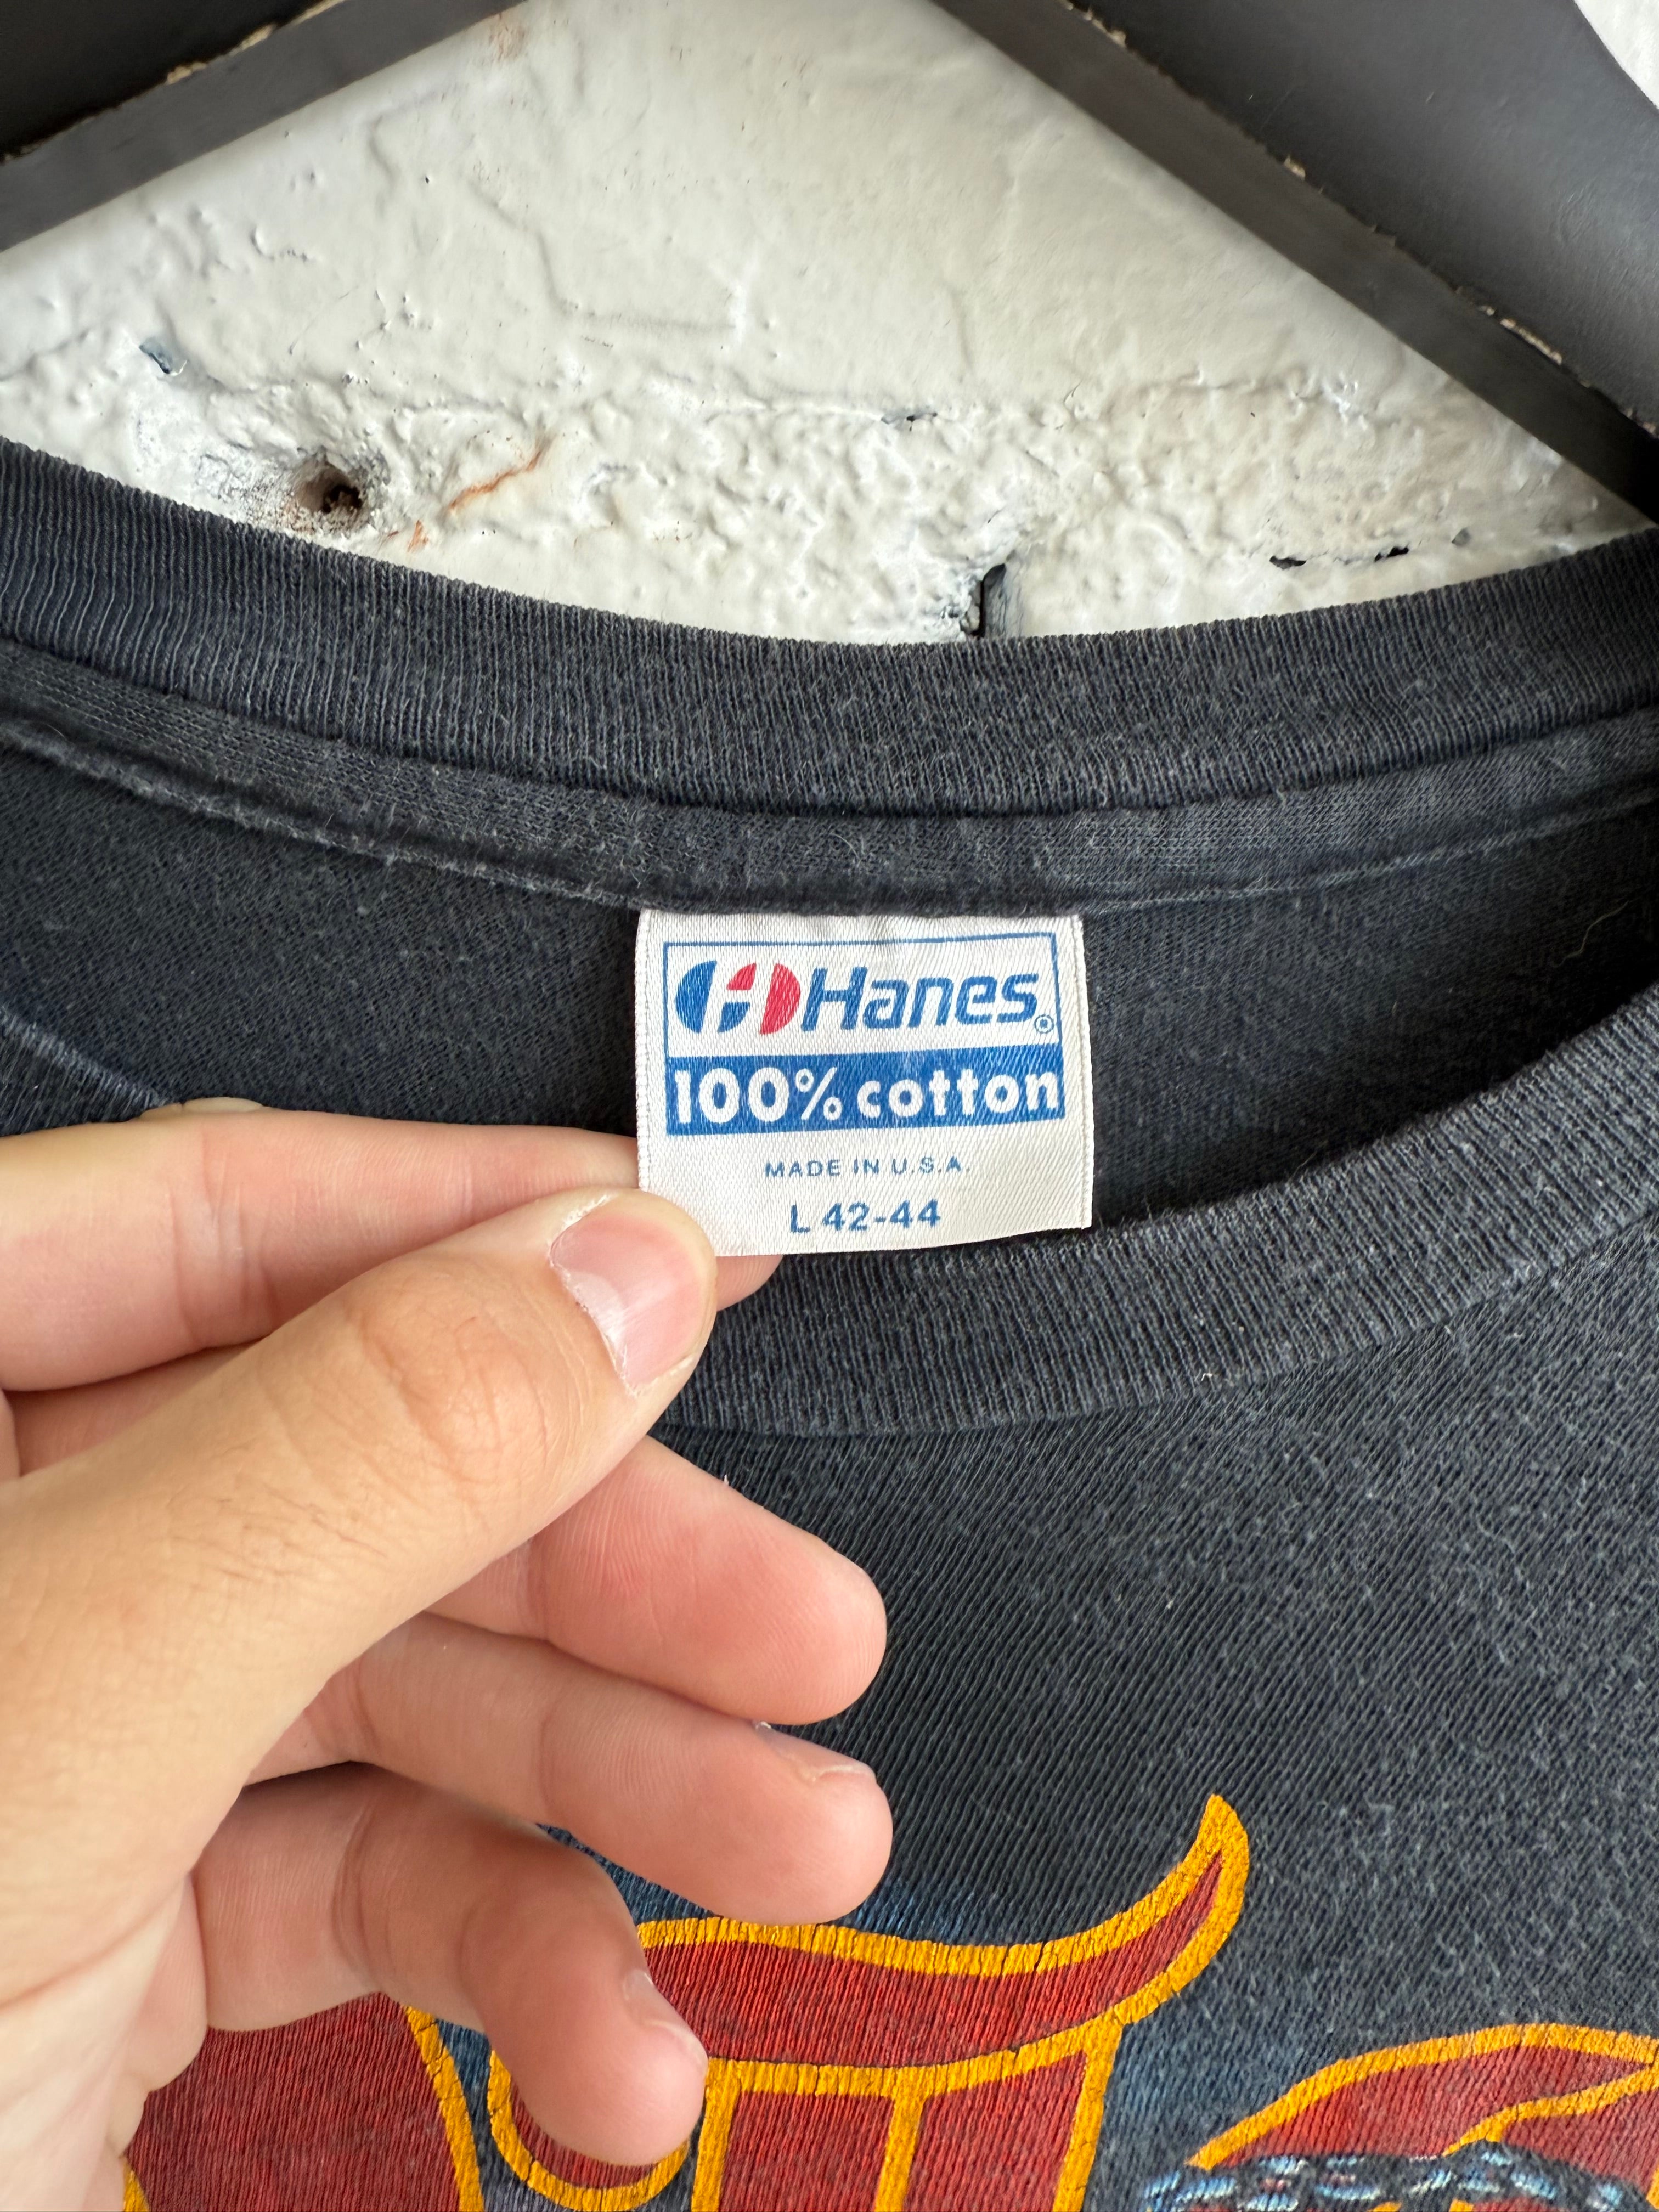 Hanes®
100% cotton
MADE IN U.S.A.
L 42-44